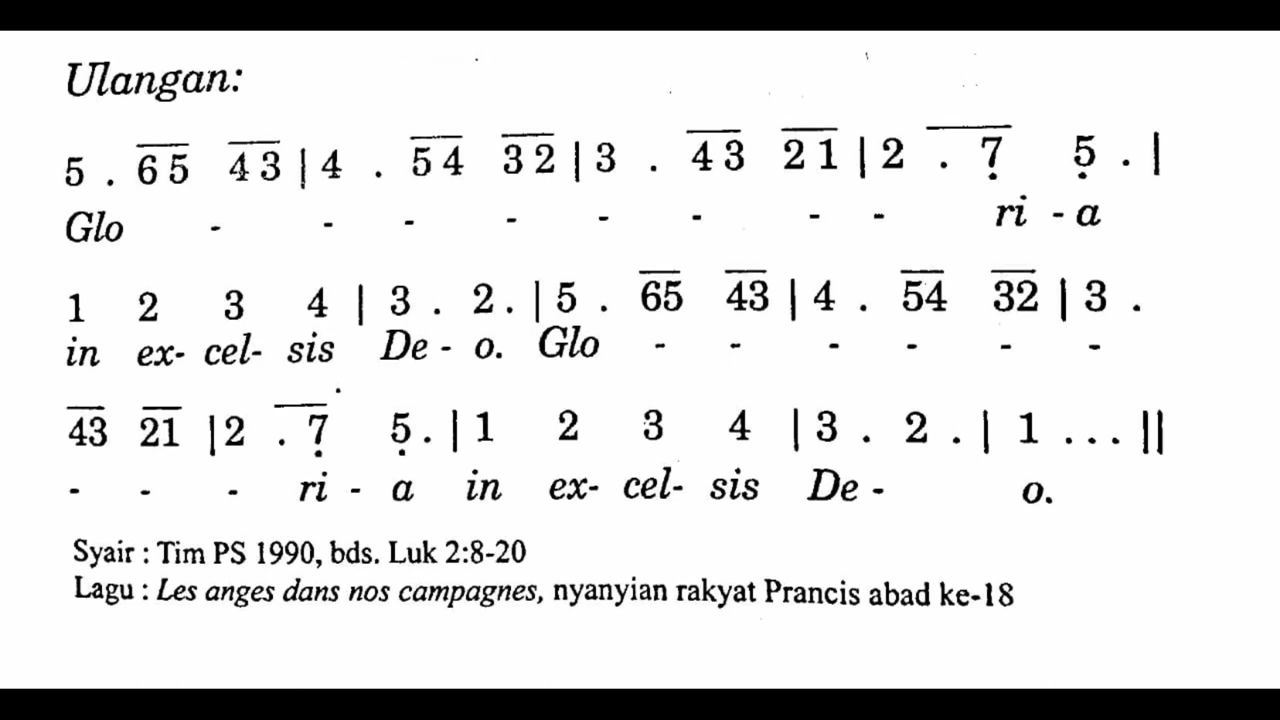 Ulangan:
5 . 65 43 | 4 . 54 32 | 3 . 43 21 | 2 . 7̣ 5̣ . |
Glo - - - - - - - - ri - a
1 2 3 4 | 3 . 2 . | 5 . 65 43 | 4 . 54 32 | 3 .
in ex- cel- sis De - o. Glo - - - - - -
43 21 | 2 . 7̣ 5̣ . | 1 2 3 4 | 3 . 2 . | 1 . . . ||
- - - ri - a in ex- cel- sis De - o.
Syair : Tim PS 1990, bds. Luk 2:8-20
Lagu : Les anges dans nos campagnes, nyanyian rakyat Prancis abad ke-18